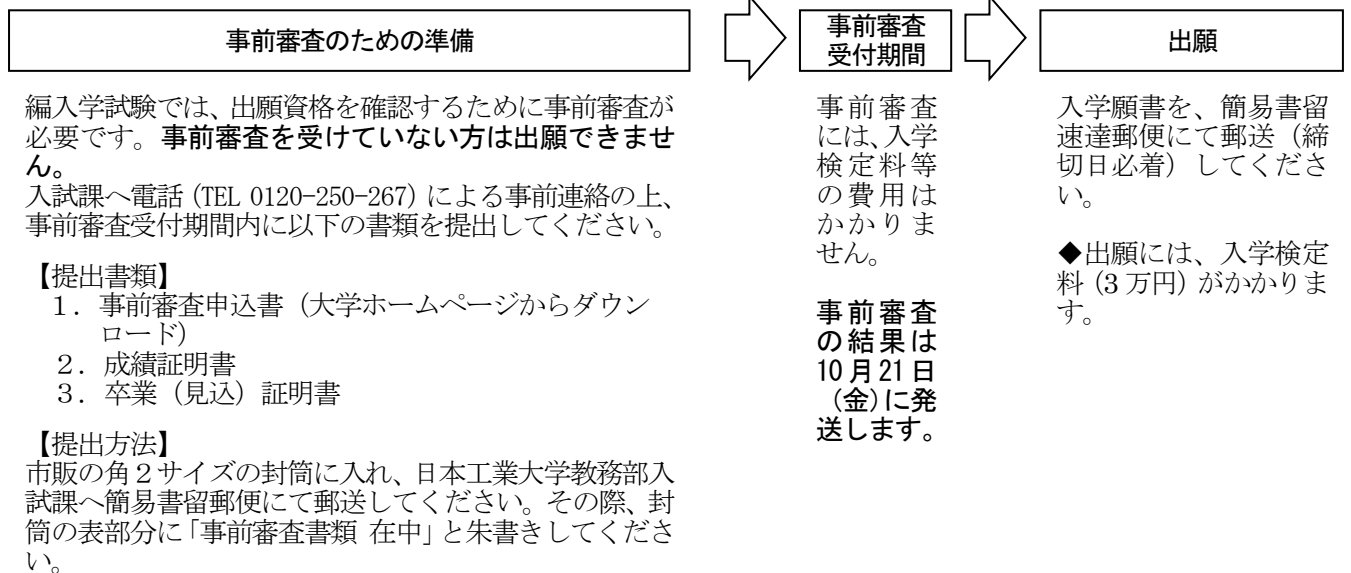 事前審査のための準備
編入学試験では、出願資格を確認するために事前審査が
必要です。事前審査を受けていない方は出願できませ
ん。
入試課へ電話(TEL 0120-250-267)による事前連絡の上、
事前審査受付期間内に以下の書類を提出してください。
【提出書類】
1．事前審査申込書（大学ホームページからダウン
ロード）
2．成績証明書
3．卒業（見込）証明書
【提出方法】
市販の角２サイズの封筒に入れ、日本工業大学教務部入
試課へ簡易書留郵便にて郵送してください。その際、封
筒の表部分に「事前審査書類 在中」と朱書きしてくださ
い。
事前審査
受付期間
事前審査
には、入学
検定料等
の費用は
かかりま
せん。
事前審査
の結果は
10月21日
(金)に発
送します。
出願
入学願書を、簡易書留
速達郵便にて郵送（締
切日必着）してくださ
い。
◆出願には、入学検定
料(3万円)がかかりま
す。